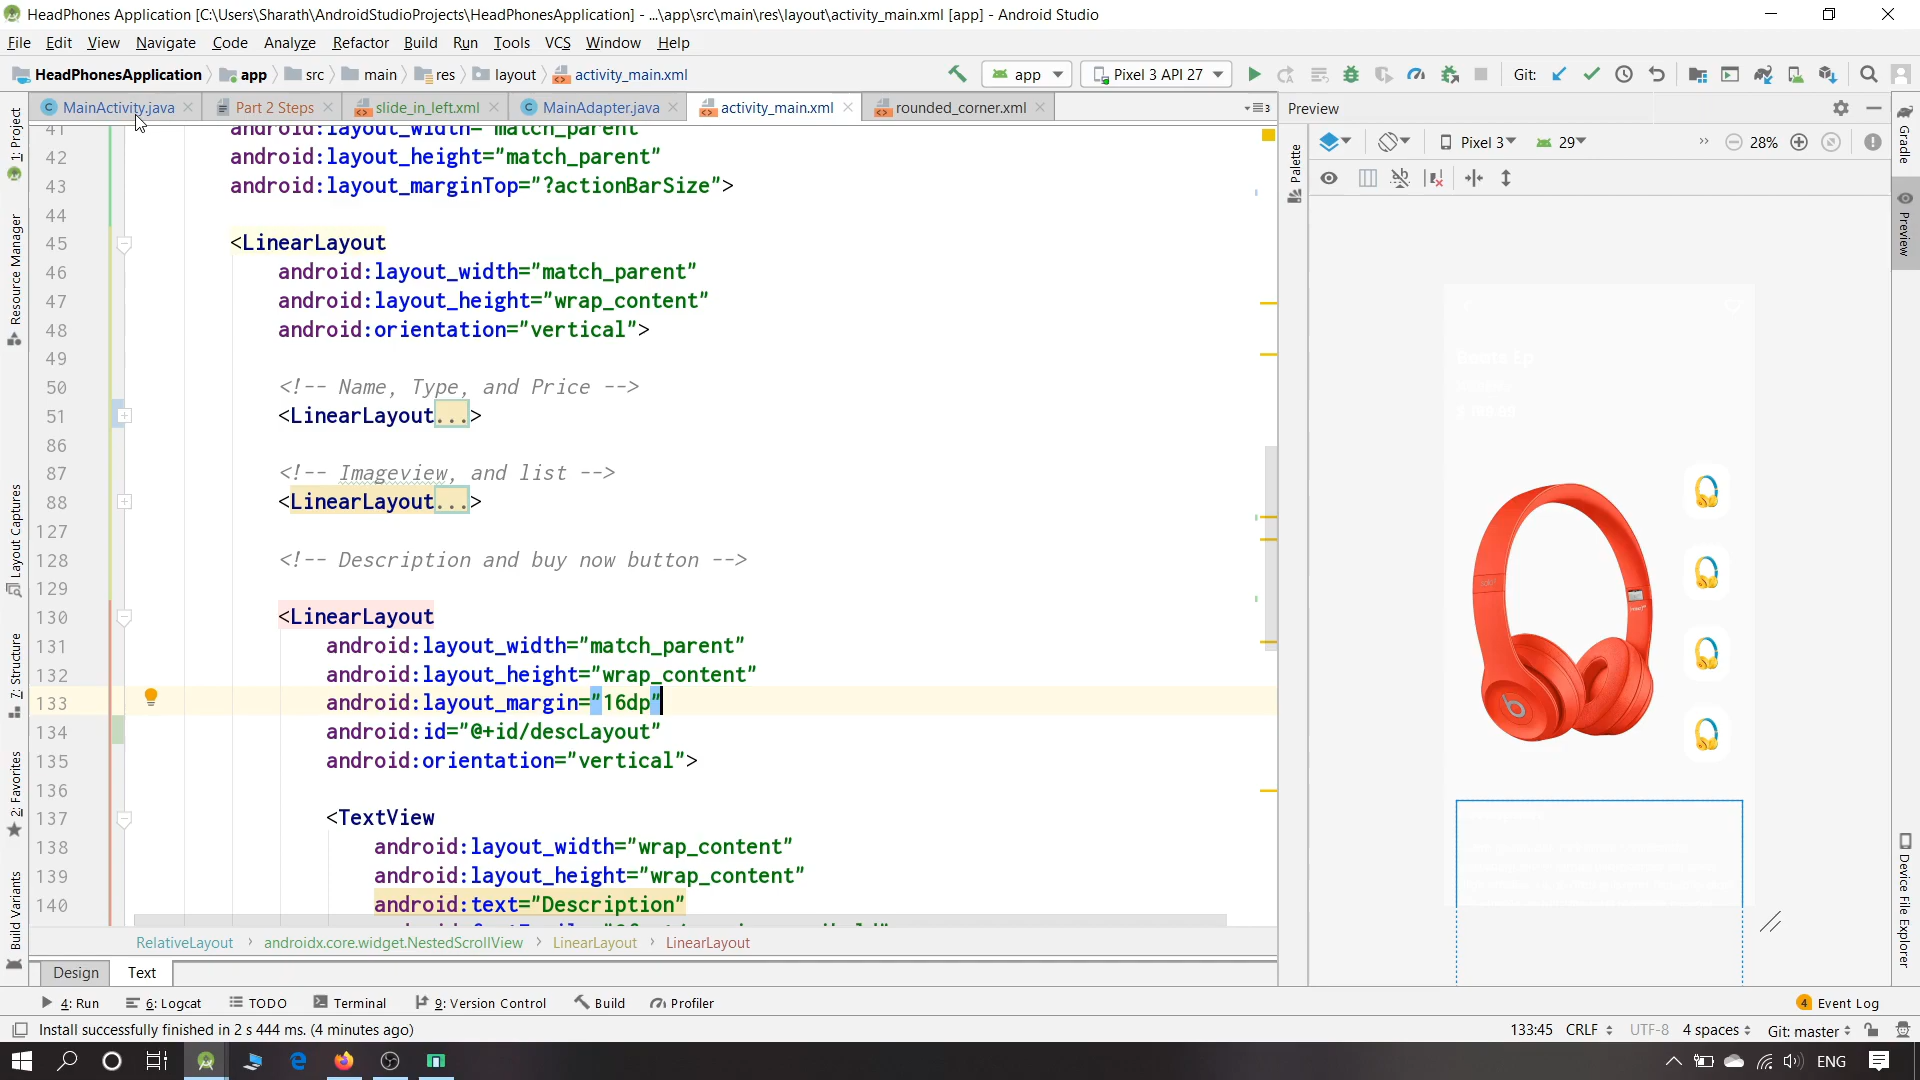 HeadPhones Application [C:\Users\Sharath\AndroidStudioProjects\HeadPhonesApplication] - ...\app\src\main\res\layout\activity_main.xml [app] - Android Studio
File Edit View Navigate Code Analyze Refactor Build Run Tools VCS Window Help
HeadPhonesApplication app src main res layout activity_main.xml app Pixel 3 API 27 Git:
MainActivity.java Part 2 Steps slide_in_left.xml MainAdapter.java activity_main.xml rounded_corner.xml 3 Preview
Pixel 3 29 28%
1: Project
Resource Manager
Layout Captures
7: Structure
2: Favorites
Build Variants
41 android:layout_width="match_parent"
42 android:layout_height="match_parent"
43 android:layout_marginTop="?actionBarSize">
44
45 <LinearLayout
46 android:layout_width="match_parent"
47 android:layout_height="wrap_content"
48 android:orientation="vertical">
49
50 <!-- Name, Type, and Price -->
51 <LinearLayout...>
86
87 <!-- Imageview, and list -->
88 <LinearLayout...>
127
128 <!-- Description and buy now button -->
129
130 <LinearLayout
131 android:layout_width="match_parent"
132 android:layout_height="wrap_content"
133 android:layout_margin="16dp"
134 android:id="@+id/descLayout"
135 android:orientation="vertical">
136
137 <TextView
138 android:layout_width="wrap_content"
139 android:layout_height="wrap_content"
140 android:text="Description"
RelativeLayout androidx.core.widget.NestedScrollView LinearLayout LinearLayout
Design Text
Palette
Beats Ep
Gradle
Preview
Device File Explorer
4: Run 6: Logcat TODO Terminal 9: Version Control Build Profiler 4 Event Log
Install successfully finished in 2 s 444 ms. (4 minutes ago) 133:45 CRLF UTF-8 4 spaces Git: master
ENG